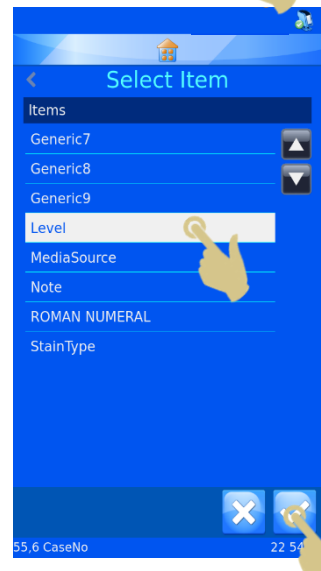 Select Item
Items
Generic7
Generic8
Generic9
Level
MediaSource
Note
ROMAN NUMERAL
StainType
55,6 CaseNo 22 54